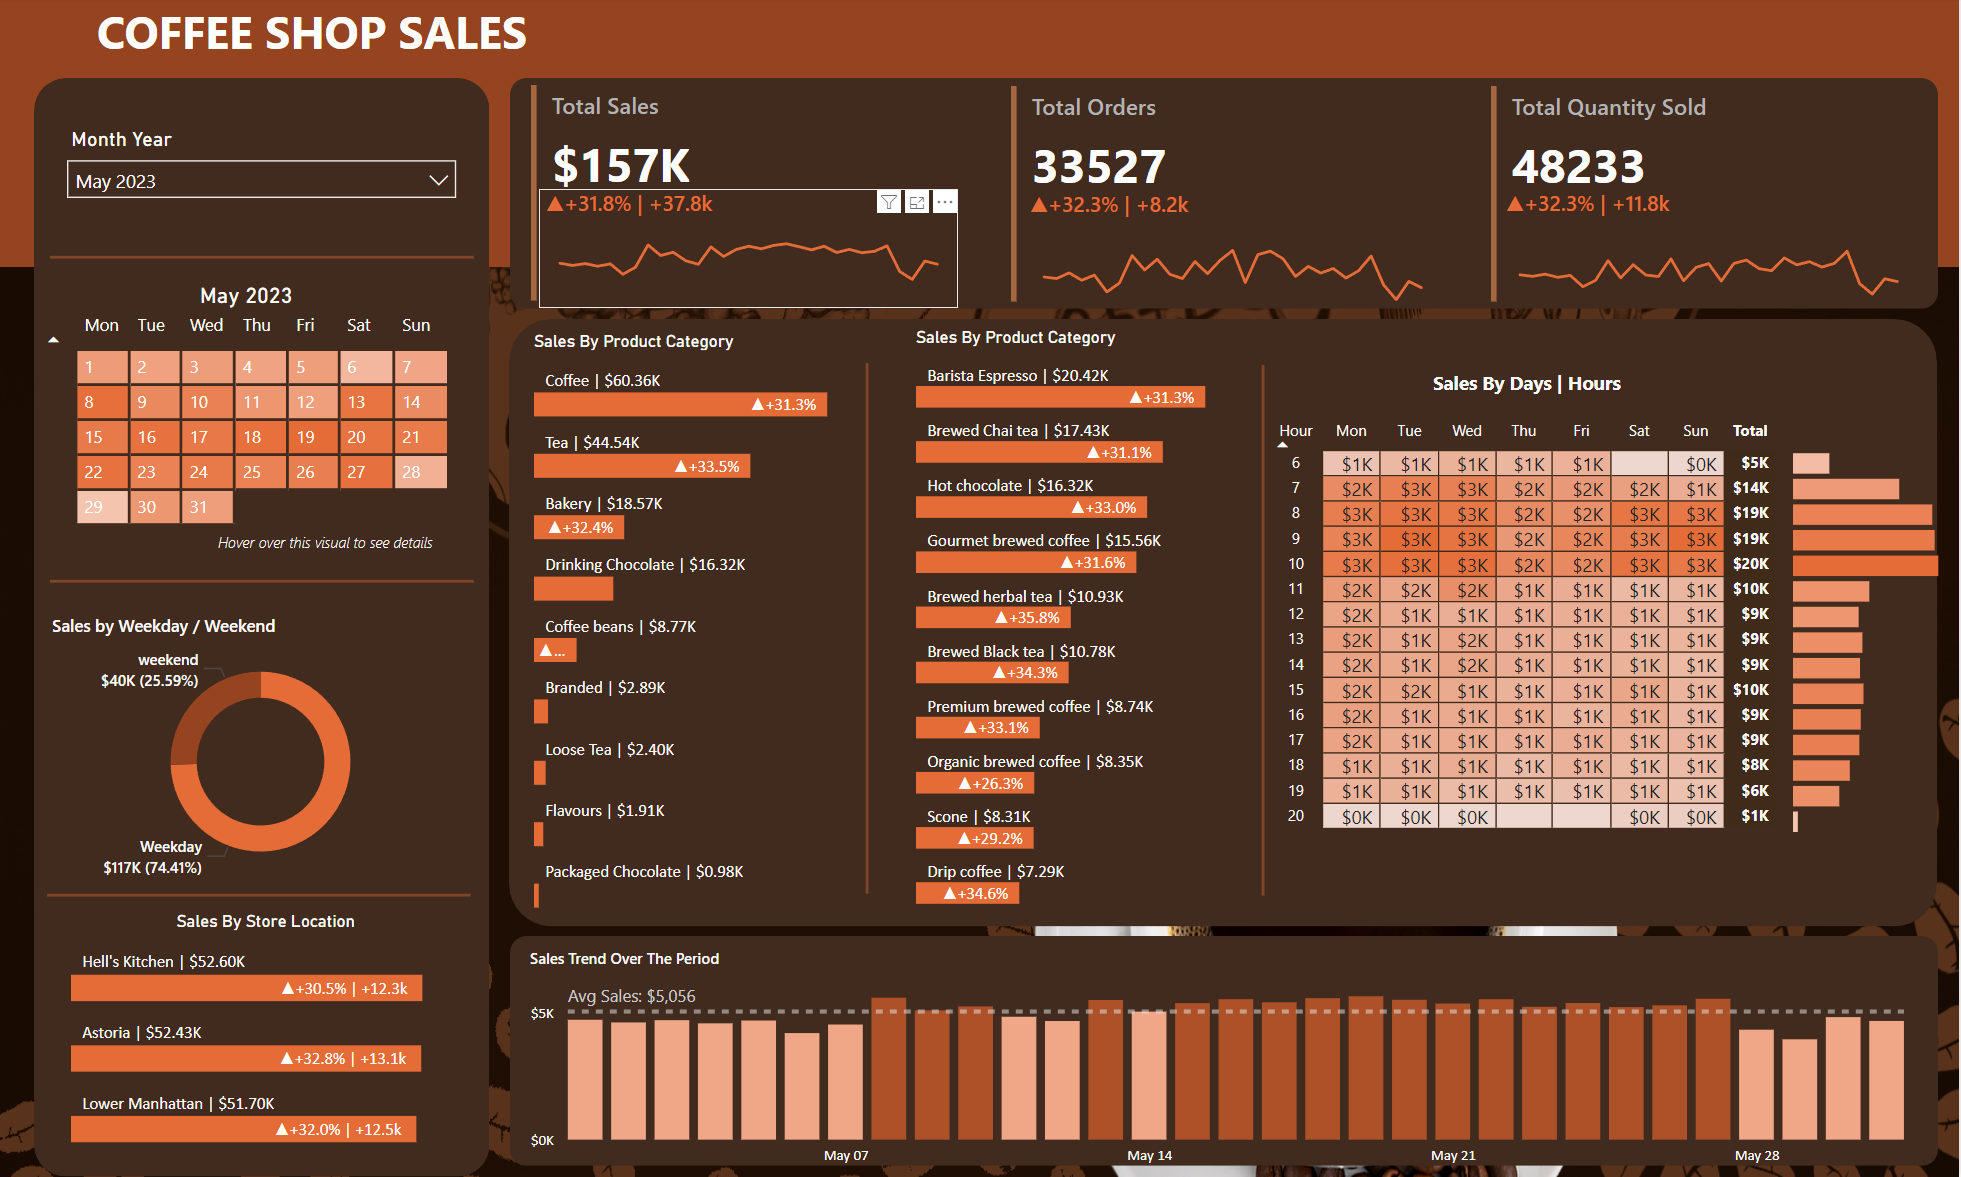 COFFEE SHOP SALES
Month Year
May 2023
May 2023
Mon Tue Wed Thu Fri Sat Sun
1 2 3 4 5 6 7
8 9 10 11 12 13 14
15 16 17 18 19 20 21
22 23 24 25 26 27 28
29 30 31
Hover over this visual to see details
Sales by Weekday / Weekend
weekend
$40K (25.59%)
Weekday
$117K (74.41%)
Sales By Store Location
Hell's Kitchen | $52.60K
▲+30.5% | +12.3k
Astoria | $52.43K
▲+32.8% | +13.1k
Lower Manhattan | $51.70K
▲+32.0% | +12.5k
Total Sales
$157K
▲+31.8% | +37.8k
Total Orders
33527
▲+32.3% | +8.2k
Total Quantity Sold
48233
▲+32.3% | +11.8k
Sales By Product Category
Coffee | $60.36K
▲+31.3%
Tea | $44.54K
▲+33.5%
Bakery | $18.57K
▲+32.4%
Drinking Chocolate | $16.32K
Coffee beans | $8.77K
▲...
Branded | $2.89K
Loose Tea | $2.40K
Flavours | $1.91K
Packaged Chocolate | $0.98K
Sales By Product Category
Barista Espresso | $20.42K
▲+31.3%
Brewed Chai tea | $17.43K
▲+31.1%
Hot chocolate | $16.32K
▲+33.0%
Gourmet brewed coffee | $15.56K
▲+31.6%
Brewed herbal tea | $10.93K
▲+35.8%
Brewed Black tea | $10.78K
▲+34.3%
Premium brewed coffee | $8.74K
▲+33.1%
Organic brewed coffee | $8.35K
▲+26.3%
Scone | $8.31K
▲+29.2%
Drip coffee | $7.29K
▲+34.6%
Sales By Days | Hours
Hour Mon Tue Wed Thu Fri Sat Sun Total
6 $1K $1K $1K $1K $1K $0K $5K
7 $2K $3K $3K $2K $2K $2K $1K $14K
8 $3K $3K $3K $2K $2K $3K $3K $19K
9 $3K $3K $3K $2K $2K $3K $3K $19K
10 $3K $3K $3K $2K $2K $3K $3K $20K
11 $2K $2K $2K $1K $1K $1K $1K $10K
12 $2K $1K $1K $1K $1K $1K $1K $9K
13 $2K $1K $2K $1K $1K $1K $1K $9K
14 $2K $1K $2K $1K $1K $1K $1K $9K
15 $2K $2K $1K $1K $1K $1K $1K $10K
16 $2K $1K $1K $1K $1K $1K $1K $9K
17 $2K $1K $1K $1K $1K $1K $1K $9K
18 $1K $1K $1K $1K $1K $1K $1K $8K
19 $1K $1K $1K $1K $1K $1K $1K $6K
20 $0K $0K $0K $0K $0K $1K
Sales Trend Over The Period
Avg Sales: $5,056
$5K
$0K
May 07 May 14 May 21 May 28